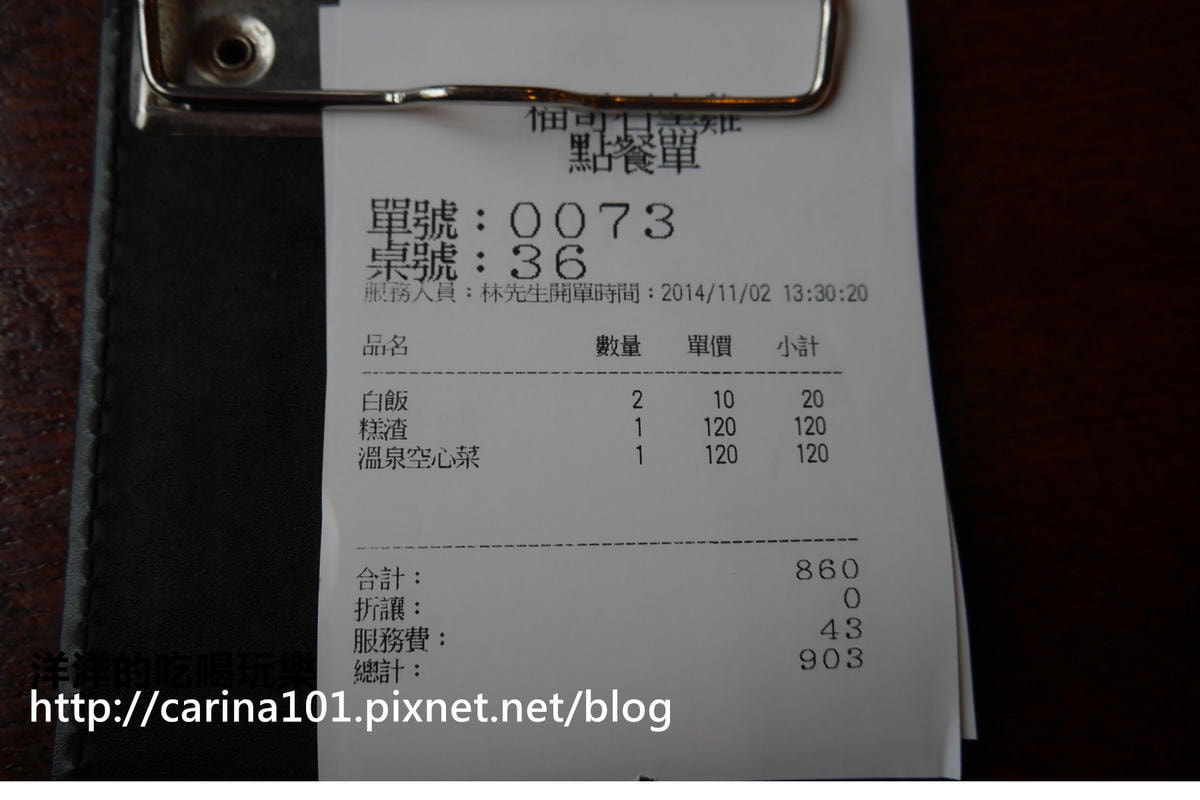 點餐單
單號：0073
桌號：36
服務人員：林先生開單時間：2014/11/02 13:30:20
品名 數量 單價 小計
白飯 2 10 20
糕渣 1 120 120
溫泉空心菜 1 120 120
合計： 860
折讓： 0
服務費： 43
總計： 903
洋洋的吃喝玩樂
http://carina101.pixnet.net/blog